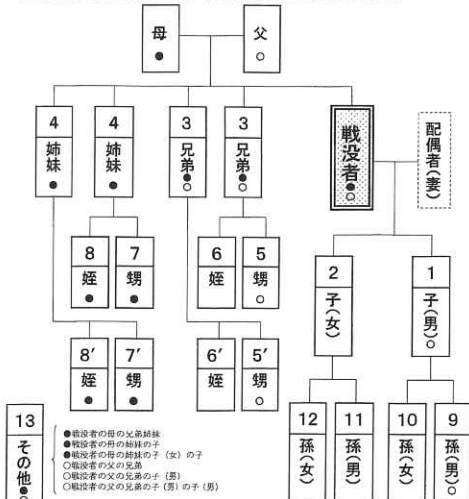 母 ●
父 ○
4 姉妹 ●
4 姉妹 ●
3 兄弟 ●○
3 兄弟 ●○
戦没者 ●○
配偶者(妻)
8 姪 ●
7 甥 ●
6 姪
5 甥 ○
2 子(女)
1 子(男)○
8′ 姪 ●
7′ 甥 ●
6′ 姪
5′ 甥 ○
12 孫(女)
11 孫(男)
10 孫(女)
9 孫(男)○
13 その他●○
●戦没者の母の兄弟姉妹
●戦没者の母の姉妹の子
●戦没者の母の姉妹の子(女)の子
○戦没者の父の兄弟
○戦没者の父の兄弟の子(男)
○戦没者の父の兄弟の子(男)の子(男)